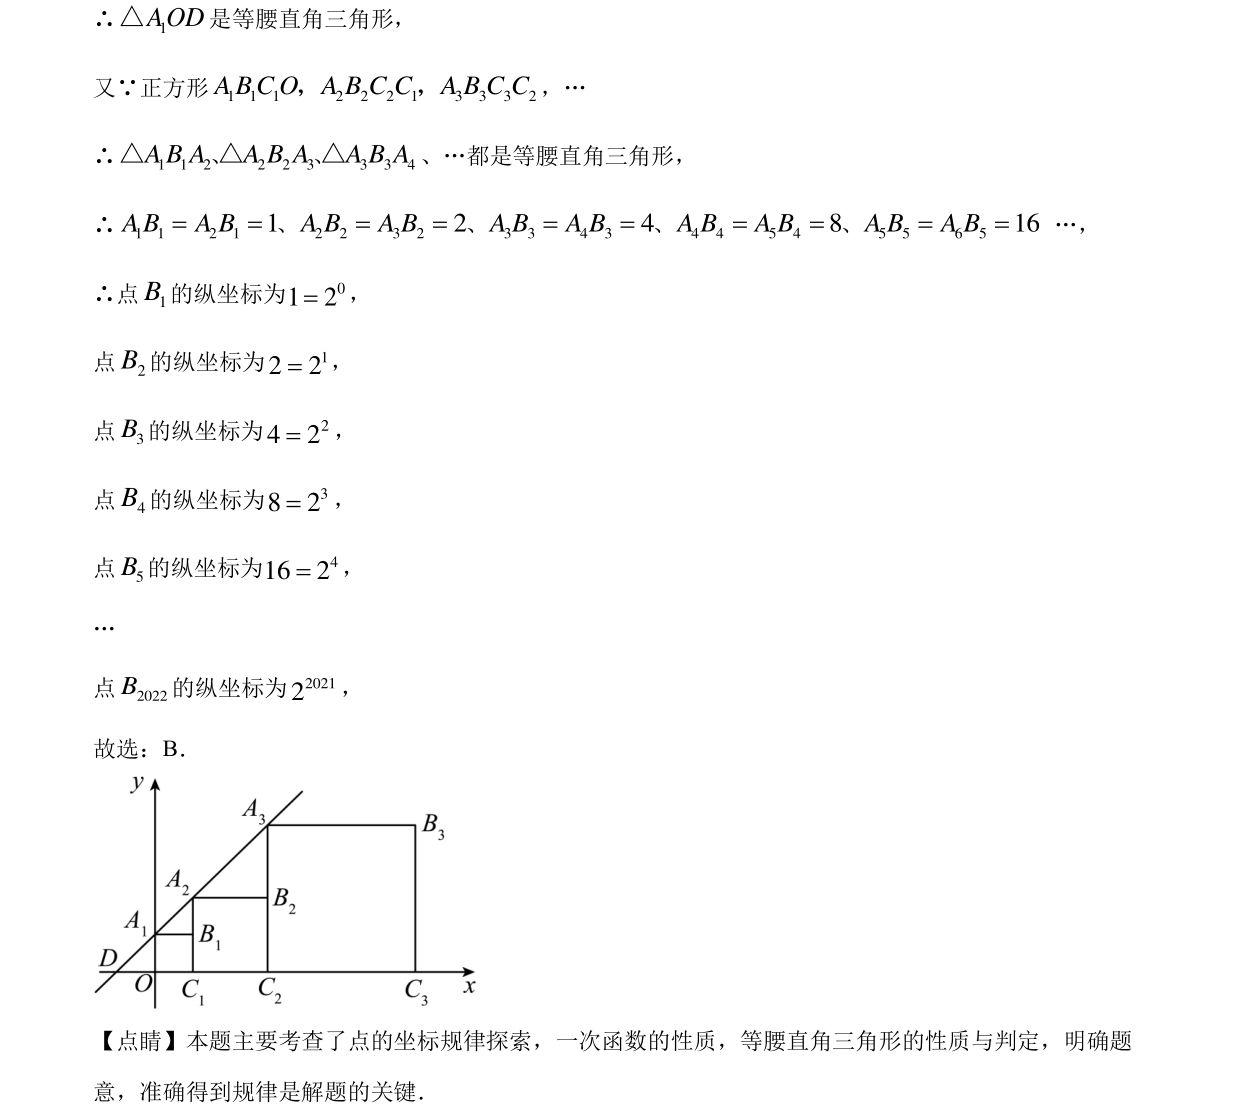 ∴△A₁OD是等腰直角三角形，
又∵正方形A₁B₁C₁O，A₂B₂C₂C₁，A₃B₃C₃C₂，…
∴△A₁B₁A₂、△A₂B₂A₃、△A₃B₃A₄、…都是等腰直角三角形，
∴A₁B₁=A₂B₁=1、A₂B₂=A₃B₂=2、A₃B₃=A₄B₃=4、A₄B₄=A₅B₄=8、A₅B₅=A₆B₅=16 …，
∴点B₁的纵坐标为1=2⁰，
点B₂的纵坐标为2=2¹，
点B₃的纵坐标为4=2²，
点B₄的纵坐标为8=2³，
点B₅的纵坐标为16=2⁴，
…
点B₂₀₂₂的纵坐标为2²⁰²¹，
故选：B．
y
A₃
B₃
A₂
B₂
A₁
B₁
D
O C₁ C₂ C₃ x
【点睛】本题主要考查了点的坐标规律探索，一次函数的性质，等腰直角三角形的性质与判定，明确题
意，准确得到规律是解题的关键．